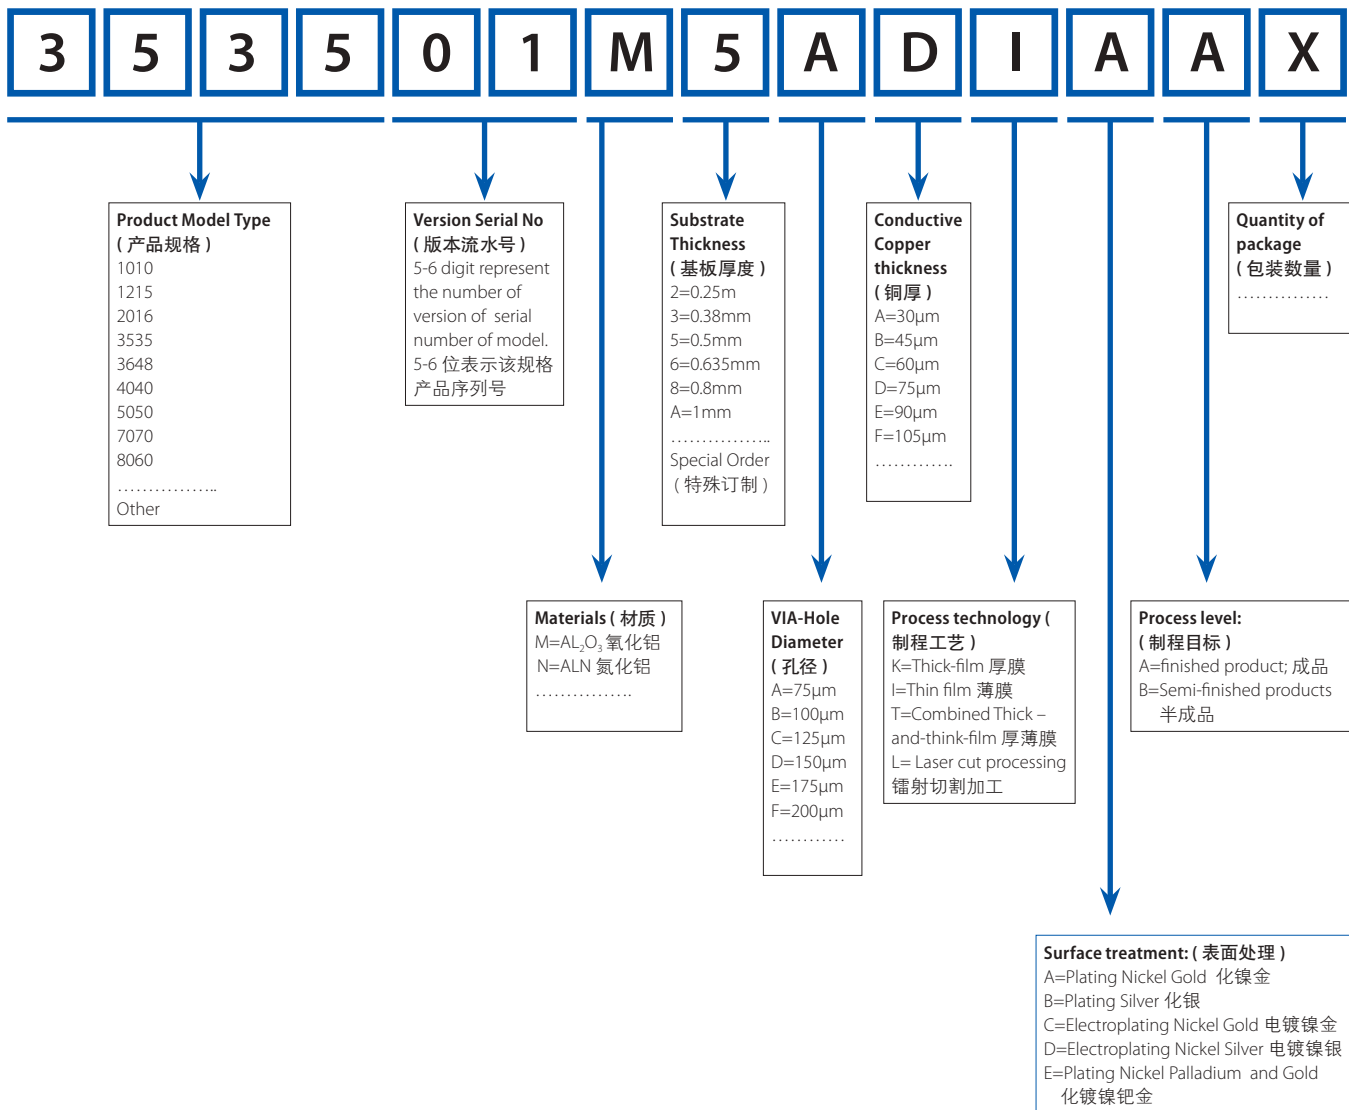 3 5 3 5 0 1 M 5 A D I A A X
Product Model Type
( 产品规格 )
1010
1215
2016
3535
3648
4040
5050
7070
8060
……………..
Other
Version Serial No
( 版本流水号 )
5-6 digit represent
the number of
version of serial
number of model.
5-6 位表示该规格
产品序列号
Substrate
Thickness
( 基板厚度 )
2=0.25m
3=0.38mm
5=0.5mm
6=0.635mm
8=0.8mm
A=1mm
……………..
Special Order
( 特殊订制 )
Conductive
Copper
thickness
( 铜厚 )
A=30μm
B=45μm
C=60μm
D=75μm
E=90μm
F=105μm
………….
Quantity of
package
( 包装数量 )
……………
Materials ( 材质 )
M=AL₂O₃ 氧化铝
N=ALN 氮化铝
…………….
VIA-Hole
Diameter
( 孔径 )
A=75μm
B=100μm
C=125μm
D=150μm
E=175μm
F=200μm
…………
Process technology (
制程工艺 )
K=Thick-film 厚膜
I=Thin film 薄膜
T=Combined Thick –
and-think-film 厚薄膜
L= Laser cut processing
镭射切割加工
Process level:
( 制程目标 )
A=finished product; 成品
B=Semi-finished products
半成品
Surface treatment: ( 表面处理 )
A=Plating Nickel Gold 化镍金
B=Plating Silver 化银
C=Electroplating Nickel Gold 电镀镍金
D=Electroplating Nickel Silver 电镀镍银
E=Plating Nickel Palladium and Gold
化镀镍钯金